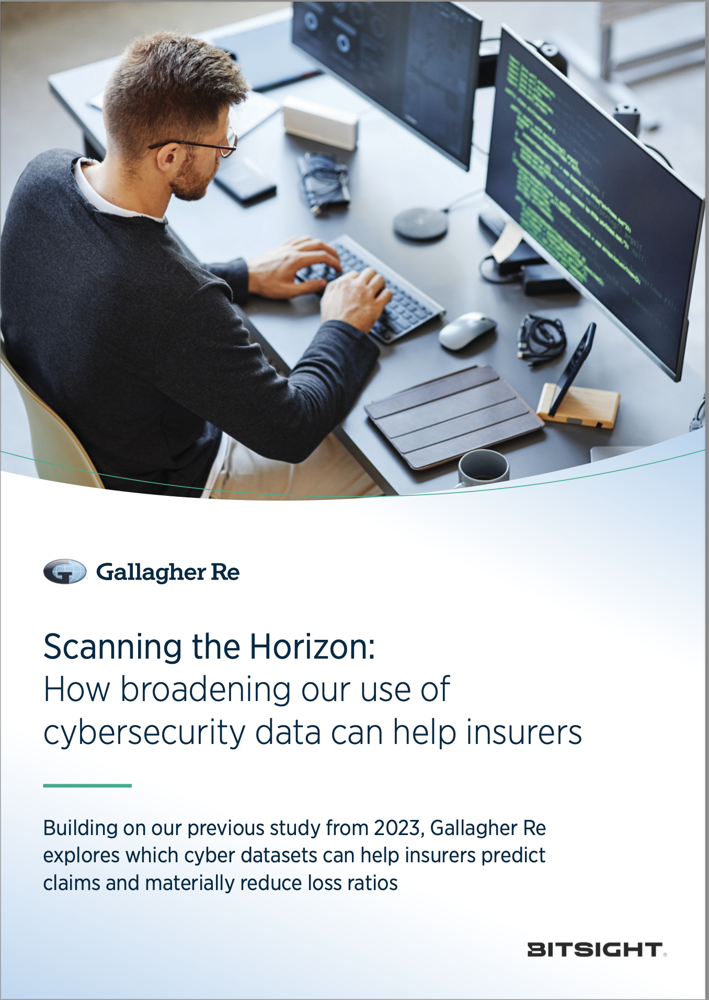 Gallagher Re
Scanning the Horizon:
How broadening our use of
cybersecurity data can help insurers
Building on our previous study from 2023, Gallagher Re
explores which cyber datasets can help insurers predict
claims and materially reduce loss ratios
BITSIGHT®